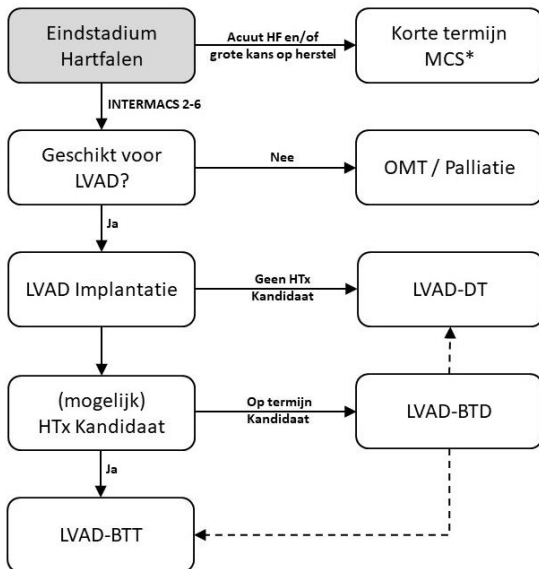 Eindstadium
Hartfalen
Acuut HF en/of
grote kans op herstel
Korte termijn
MCS*
INTERMACS 2-6
Geschikt voor
LVAD?
Nee
OMT / Palliatie
Ja
LVAD Implantatie
Geen HTx
Kandidaat
LVAD-DT
(mogelijk)
HTx Kandidaat
Op termijn
Kandidaat
LVAD-BTD
Ja
LVAD-BTT